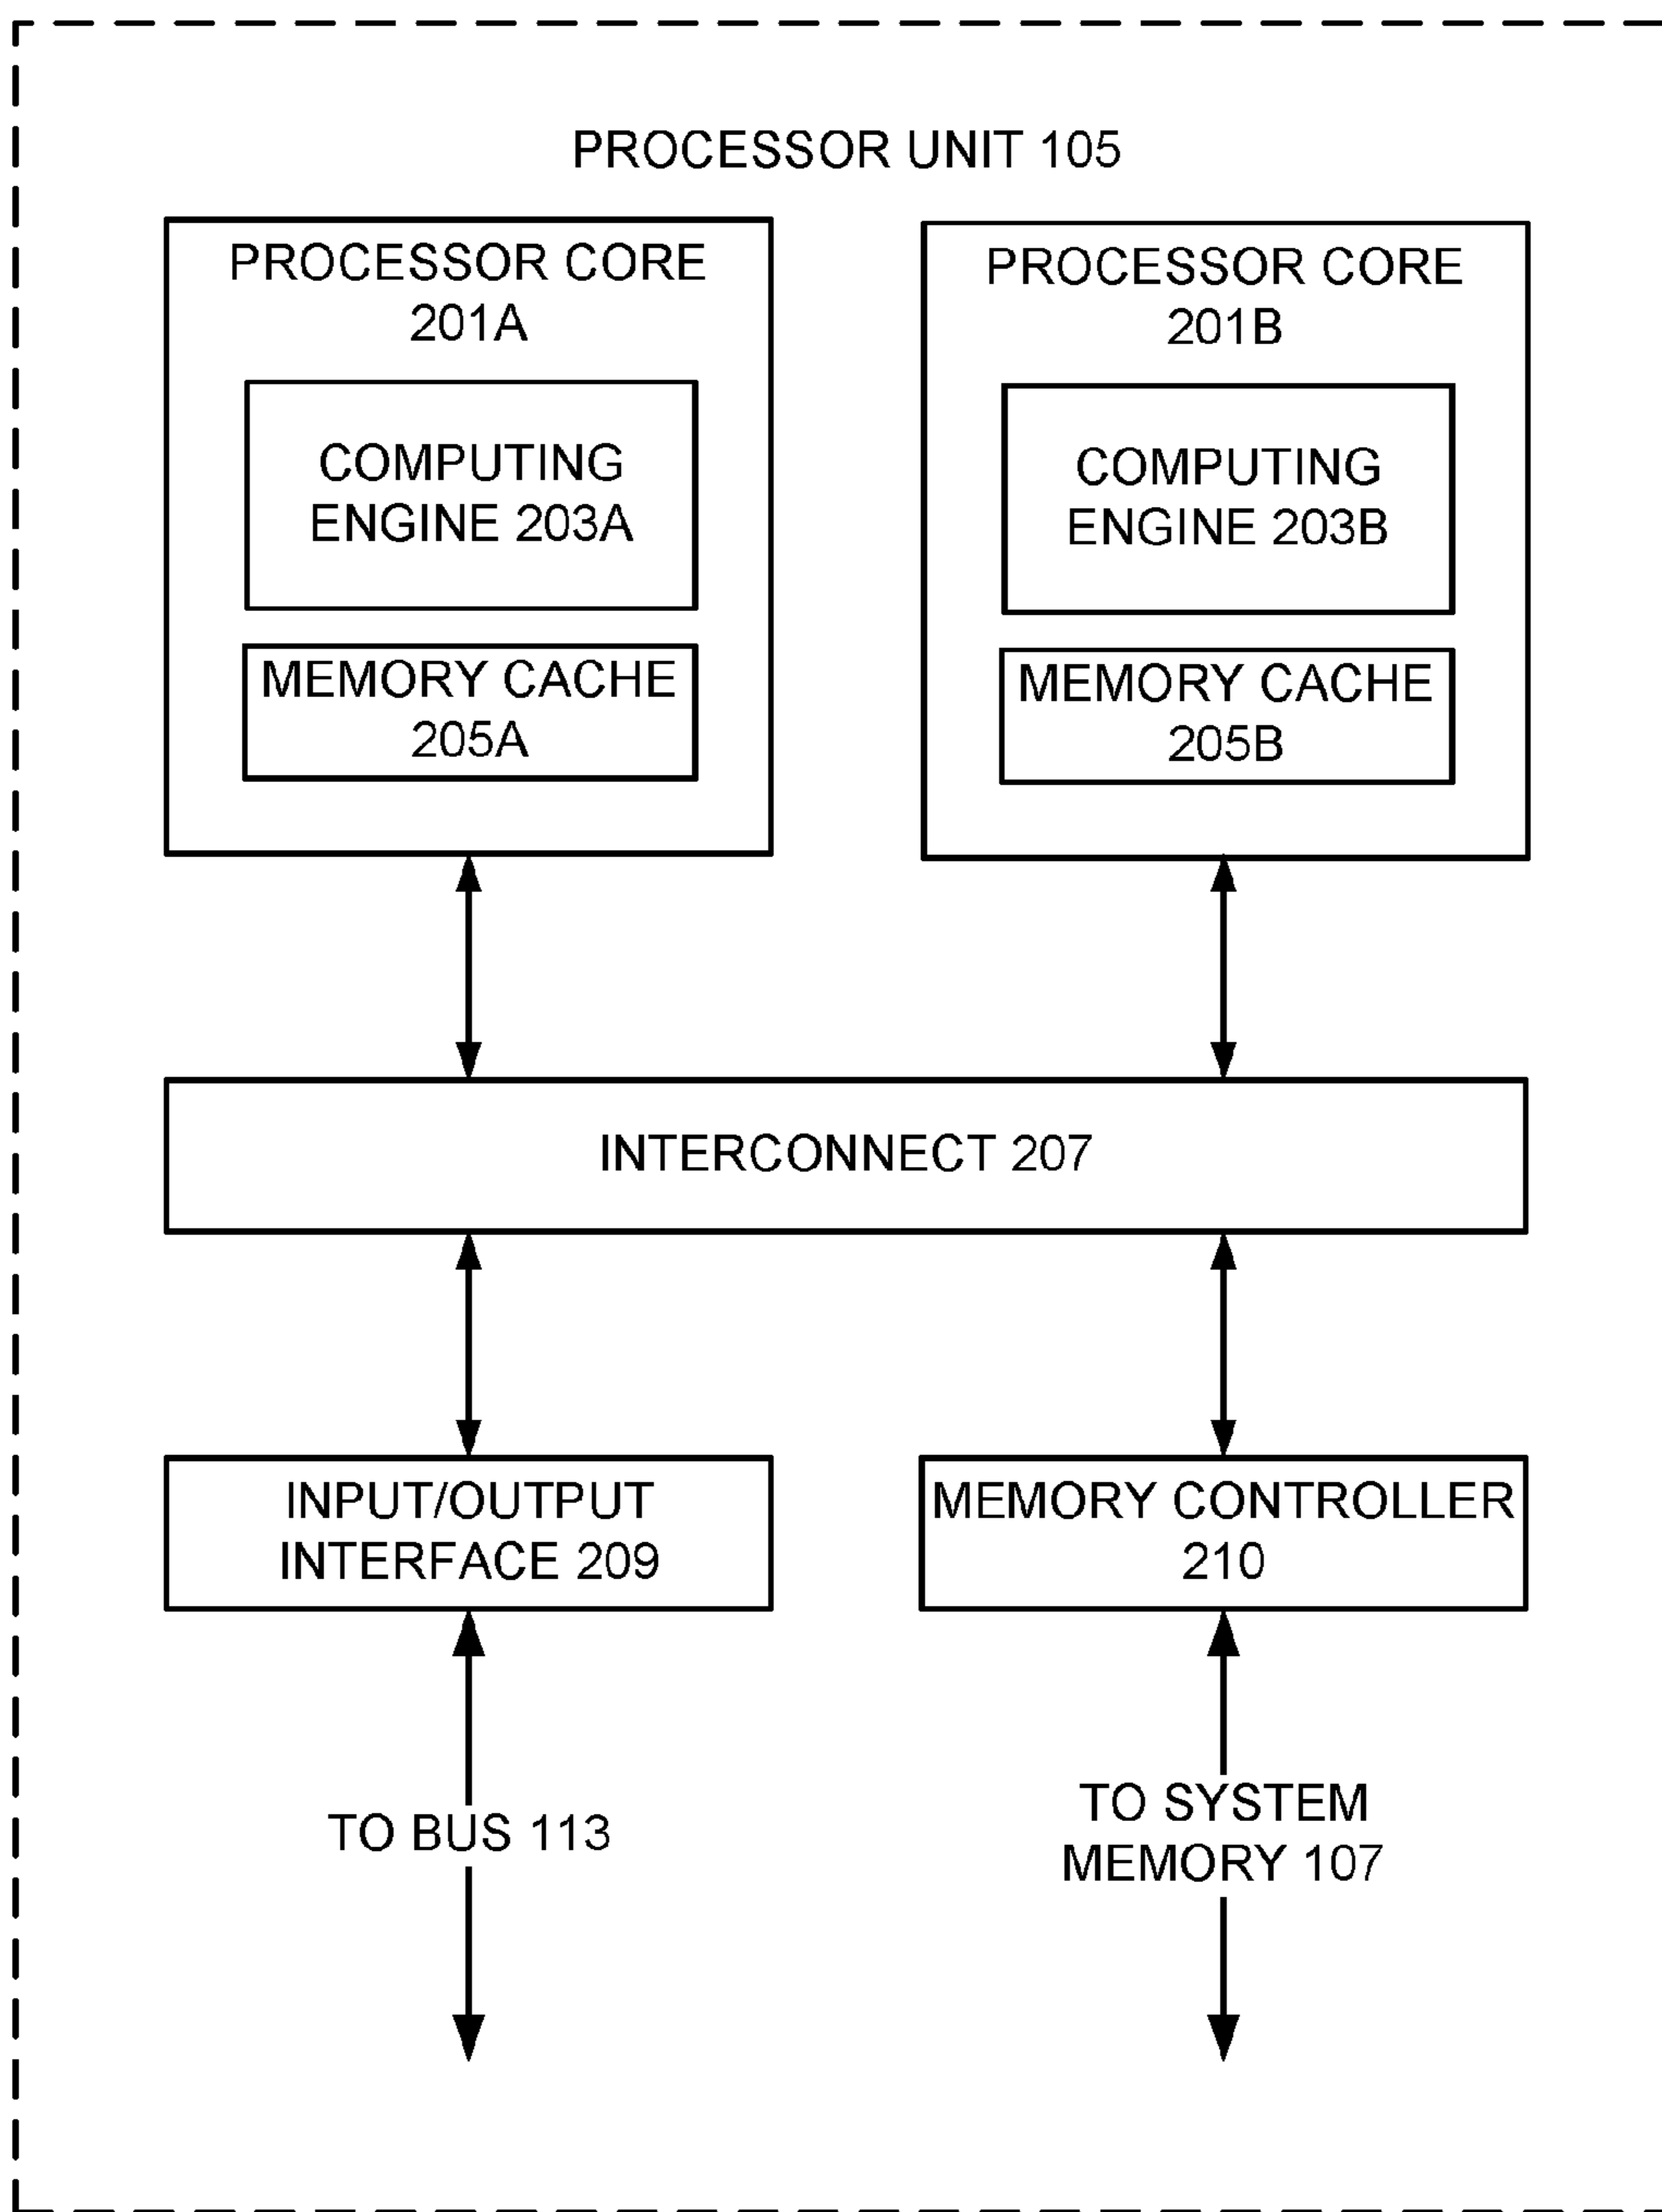 PROCESSOR UNIT 105
PROCESSOR CORE
201A
COMPUTING
ENGINE 203A
MEMORY CACHE
205A
PROCESSOR CORE
201B
COMPUTING
ENGINE 203B
MEMORY CACHE
205B
INTERCONNECT 207
INPUT/OUTPUT
INTERFACE 209
MEMORY CONTROLLER
210
TO BUS 113
TO SYSTEM
MEMORY 107